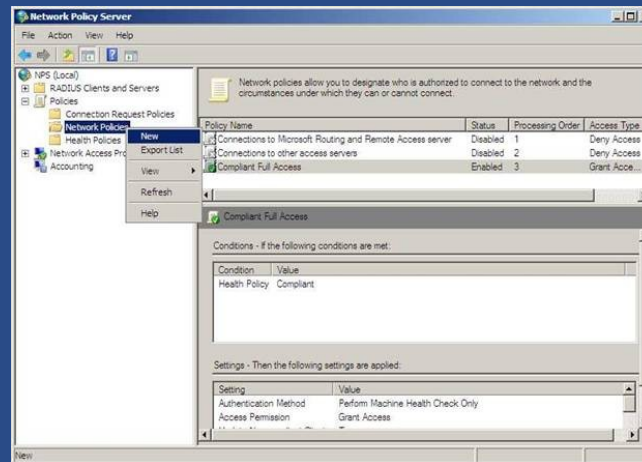 Network Policy Server
File Action View Help
NPS (Local)
RADIUS Clients and Servers
Policies
Connection Request Policies
Network Policies
Health Policies
Network Access Pro
Accounting
New
Export List
View
Refresh
Help
Network policies allow you to designate who is authorized to connect to the network and the
circumstances under which they can or cannot connect.
Policy Name Status Processing Order Access Type
Connections to Microsoft Routing and Remote Access server Disabled 1 Deny Access
Connections to other access servers Disabled 2 Deny Access
Compliant Full Access Enabled 3 Grant Acce...
Compliant Full Access
Conditions - If the following conditions are met:
Condition Value
Health Policy Compliant
Settings - Then the following settings are applied:
Setting Value
Authentication Method Perform Machine Health Check Only
Access Permission Grant Access
New